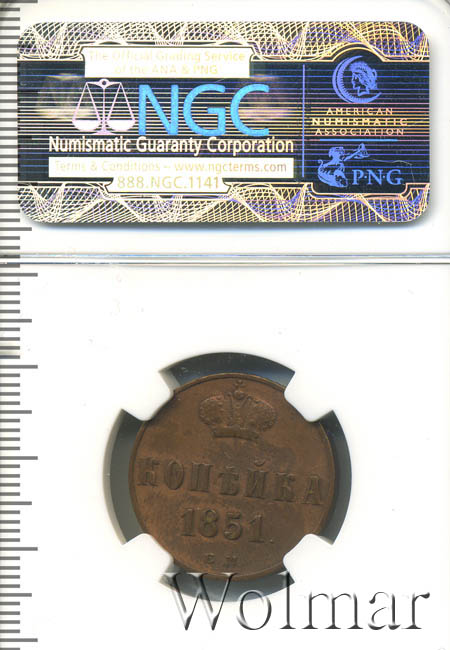 The Official Grading Service
of the ANA & PNG
NGC
Numismatic Guaranty Corporation
Terms & Conditions – www.ngcterms.com
888.NGC.1141
AMERICAN
NUMISMATIC
ASSOCIATION
P·N·G
КОПѢЙКА
1851.
Е.М.
Wolmar